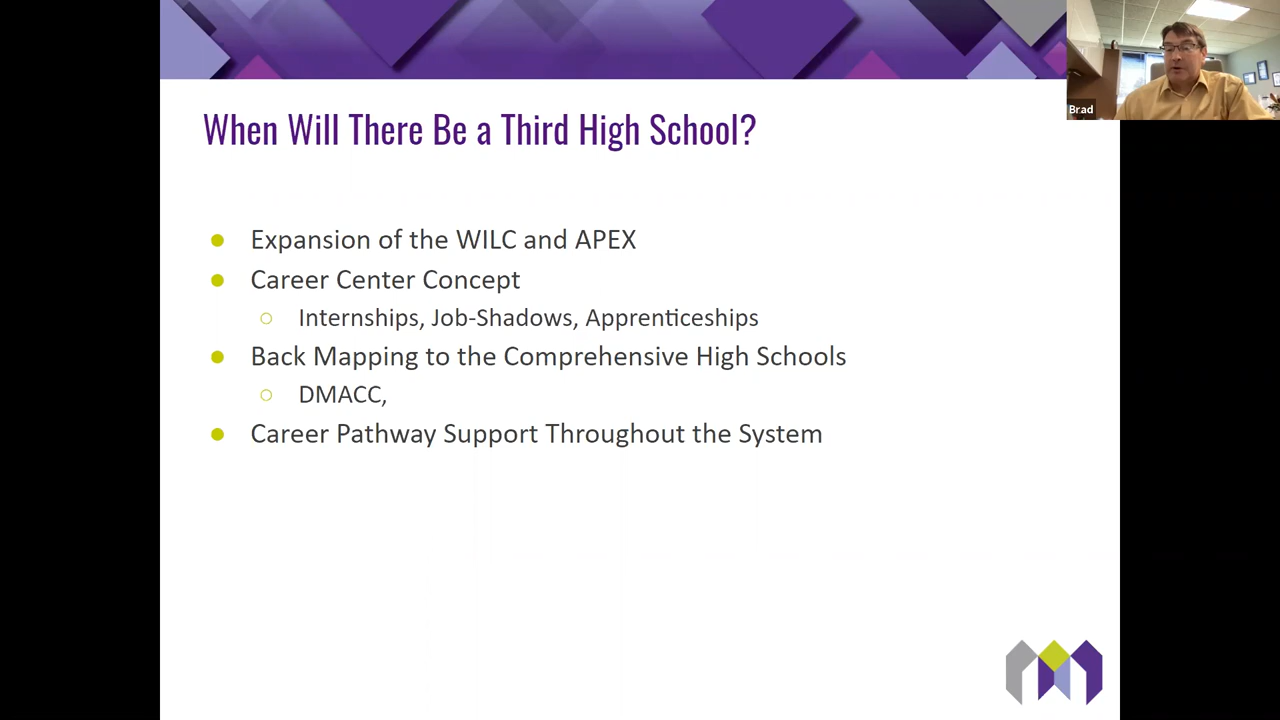 Brad
When Will There Be a Third High School?
Expansion of the WILC and APEX
Career Center Concept
Internships, Job-Shadows, Apprenticeships
Back Mapping to the Comprehensive High Schools
DMACC,
Career Pathway Support Throughout the System